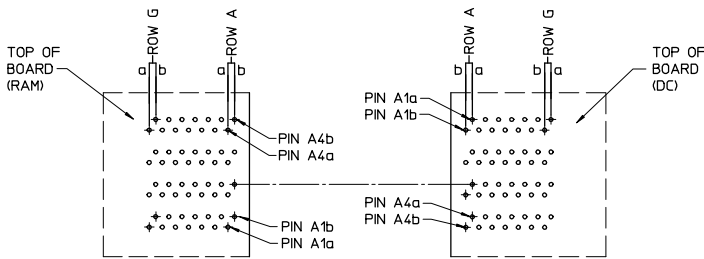 ROW G
ROW A
ROW A
ROW G
TOP OF
BOARD
(RAM)
a b
a b
b a
b a
TOP OF
BOARD
(DC)
PIN A1a
PIN A1b
PIN A4b
PIN A4a
PIN A4a
PIN A4b
PIN A1b
PIN A1a